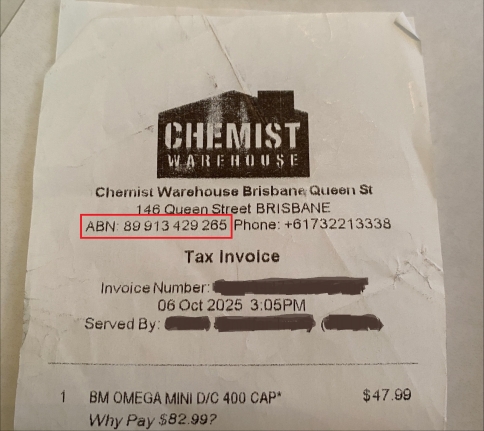 CHEMIST
WAREHOUSE
Chemist Warehouse Brisbane Queen St
146 Queen Street BRISBANE
ABN: 89 913 429 265 Phone: +61732213338
Tax Invoice
Invoice Number:
06 Oct 2025 3:05PM
Served By:
1 BM OMEGA MINI D/C 400 CAP* $47.99
Why Pay $82.99?